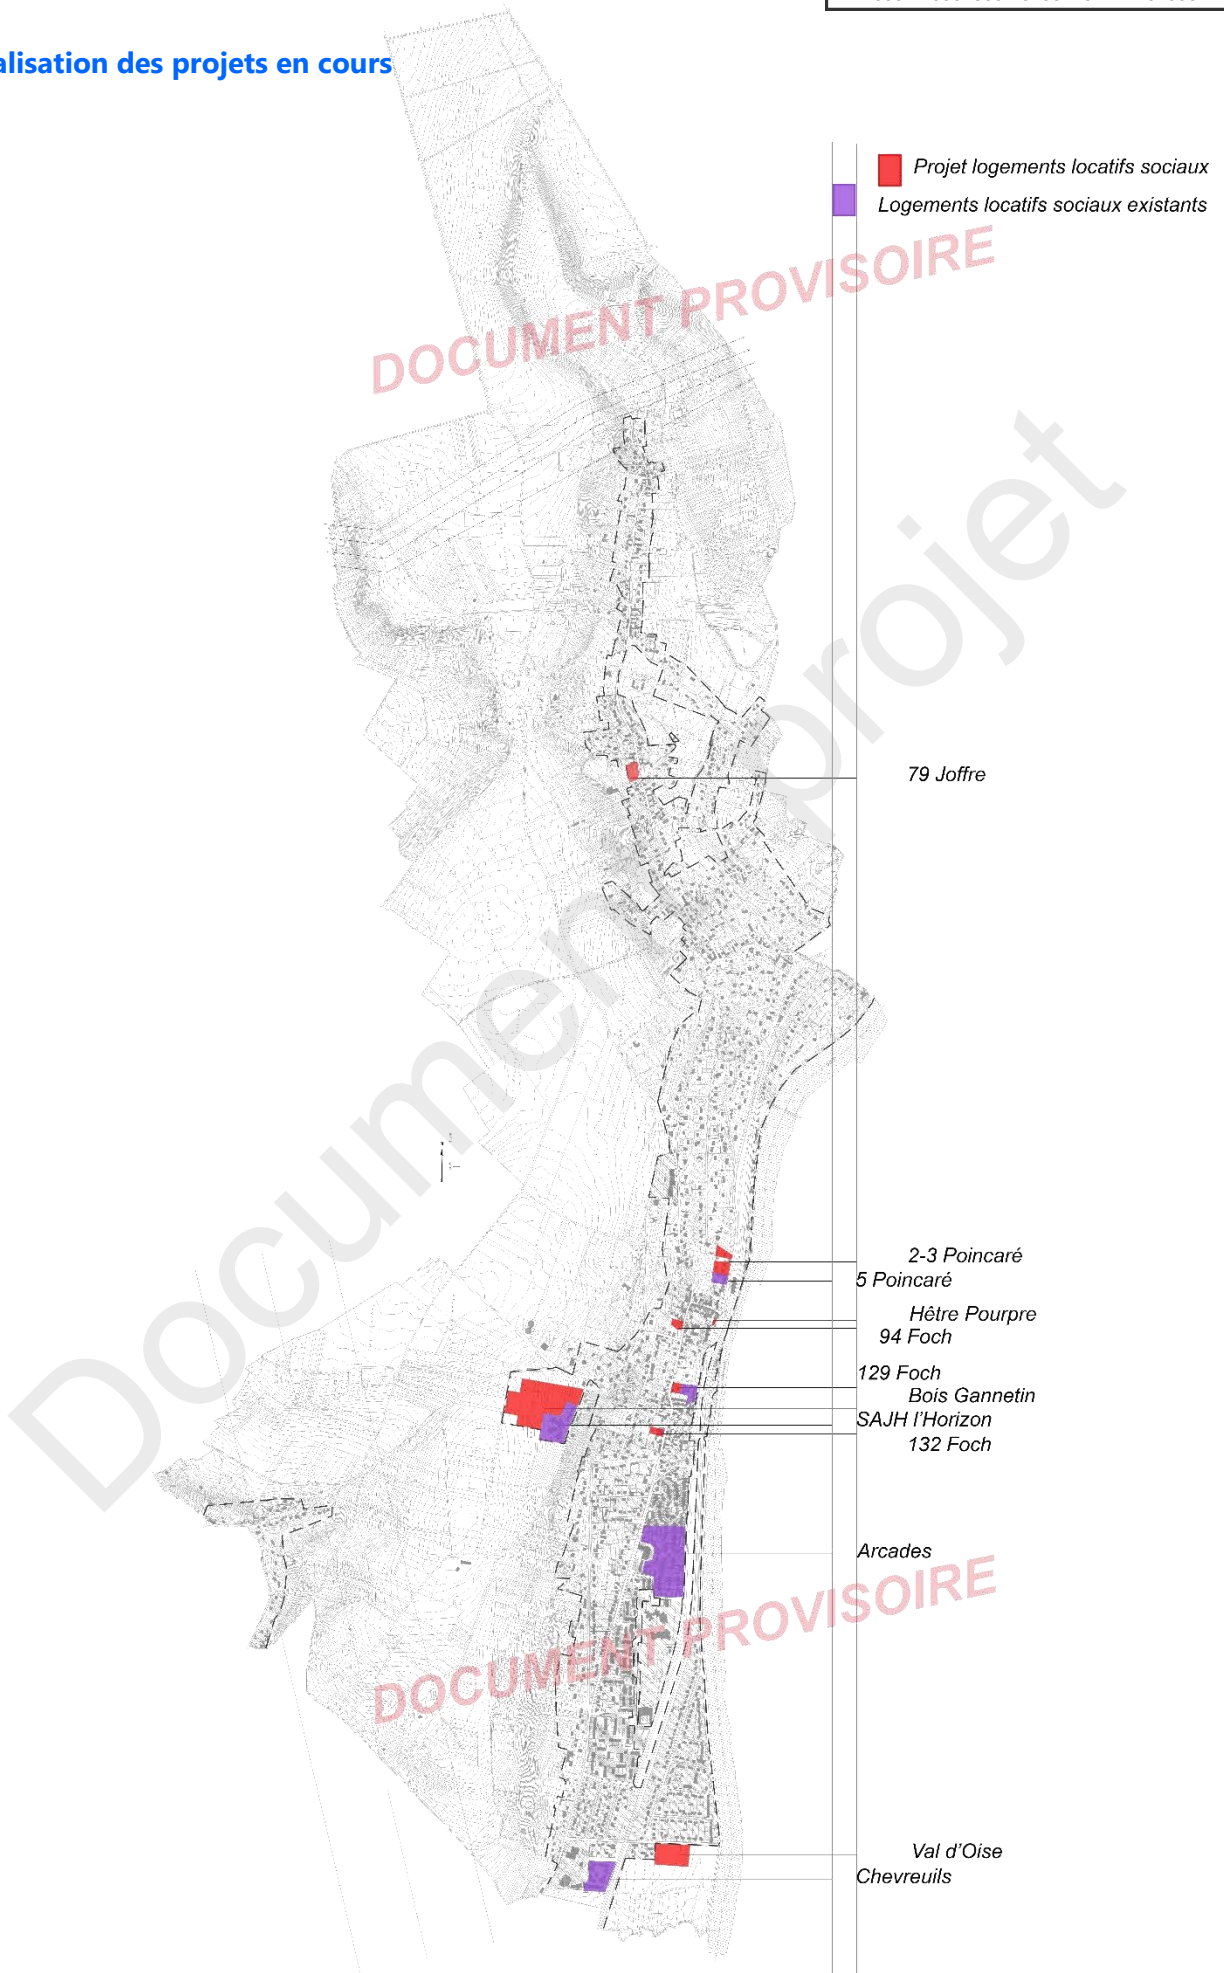 alisation des projets en cours
Projet logements locatifs sociaux
Logements locatifs sociaux existants
DOCUMENT PROVISOIRE
Document projet
79 Joffre
2-3 Poincaré
5 Poincaré
Hêtre Pourpre
94 Foch
129 Foch
Bois Gannetin
SAJH l'Horizon
132 Foch
Arcades
DOCUMENT PROVISOIRE
Val d'Oise
Chevreuils